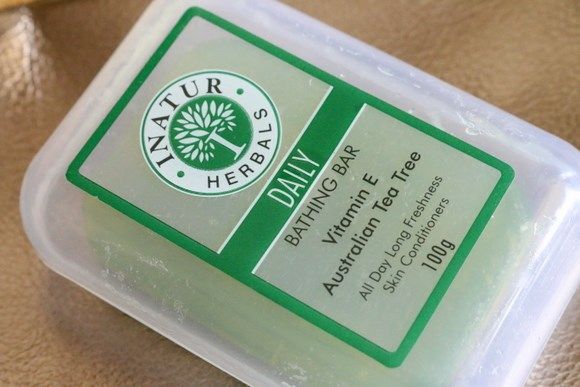 INATUR
HERBALS
DAILY
BATHING BAR
Vitamin E
Australian Tea Tree
All Day Long Freshness
Skin Conditioners
100g